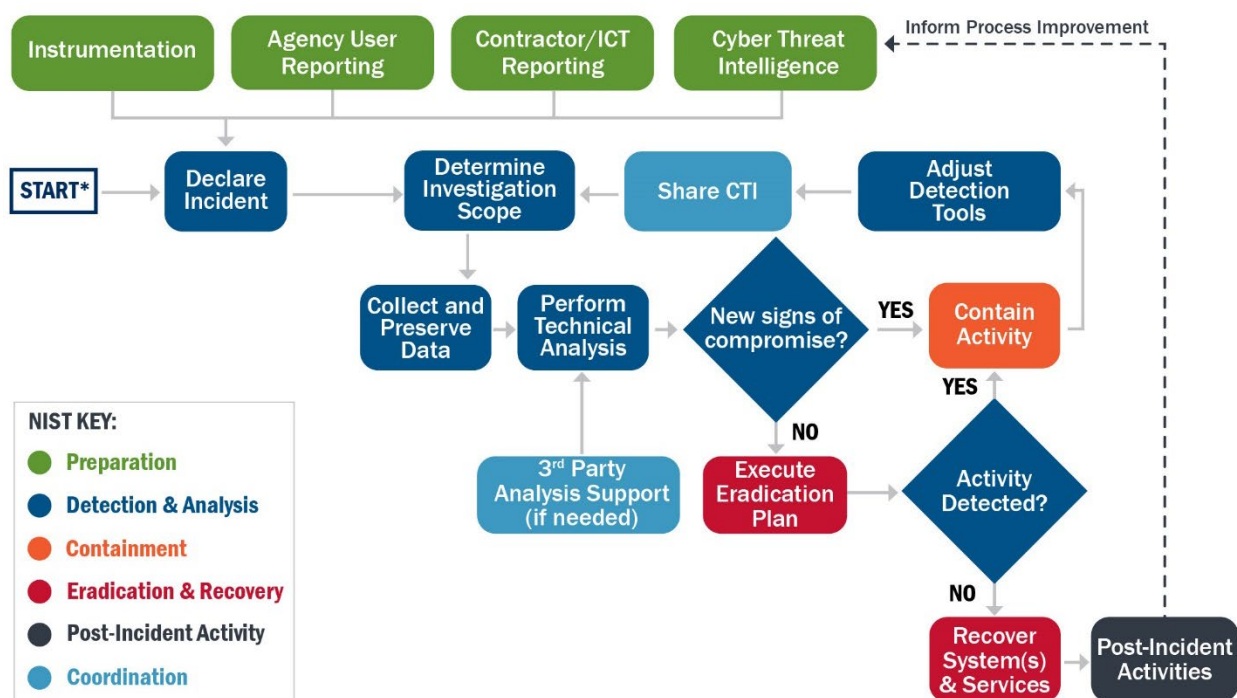 Instrumentation
Agency User
Reporting
Contractor/ICT
Reporting
Cyber Threat
Intelligence
Inform Process Improvement
START*
Declare
Incident
Determine
Investigation
Scope
Share CTI
Adjust
Detection
Tools
Collect and
Preserve
Data
Perform
Technical
Analysis
New signs of
compromise?
YES
Contain
Activity
YES
NO
3rd Party
Analysis Support
(if needed)
Execute
Eradication
Plan
Activity
Detected?
NO
Recover
System(s)
& Services
Post-Incident
Activities
NIST KEY:
Preparation
Detection & Analysis
Containment
Eradication & Recovery
Post-Incident Activity
Coordination